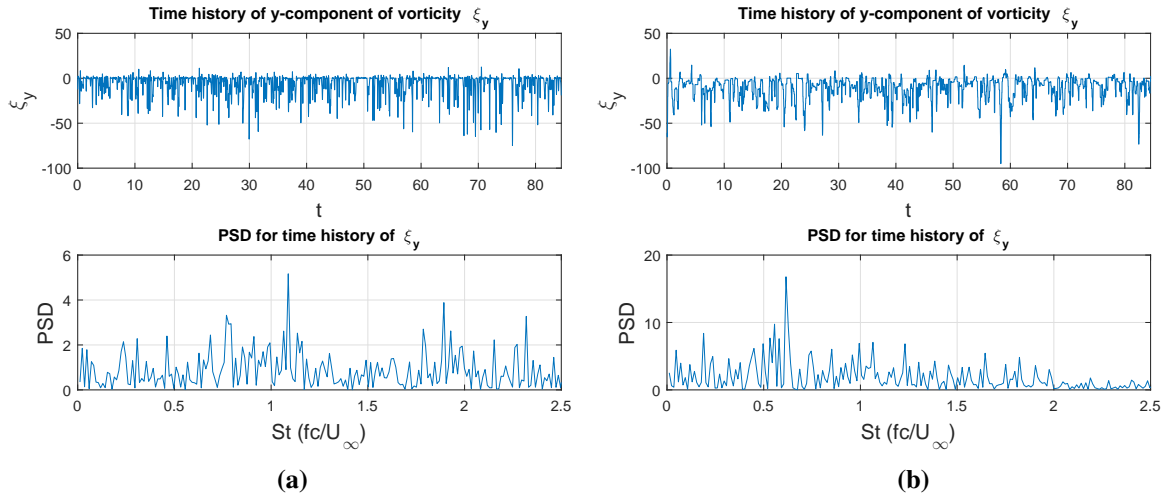 Time history of y-component of vorticity ξy
50
0
-50
-100
ξy
0 10 20 30 40 50 60 70 80
t
PSD for time history of ξy
6
4
2
0
PSD
0 0.5 1 1.5 2 2.5
St (fc/U∞)
(a)
Time history of y-component of vorticity ξy
50
0
-50
-100
ξy
0 10 20 30 40 50 60 70 80
t
PSD for time history of ξy
20
10
0
PSD
0 0.5 1 1.5 2 2.5
St (fc/U∞)
(b)